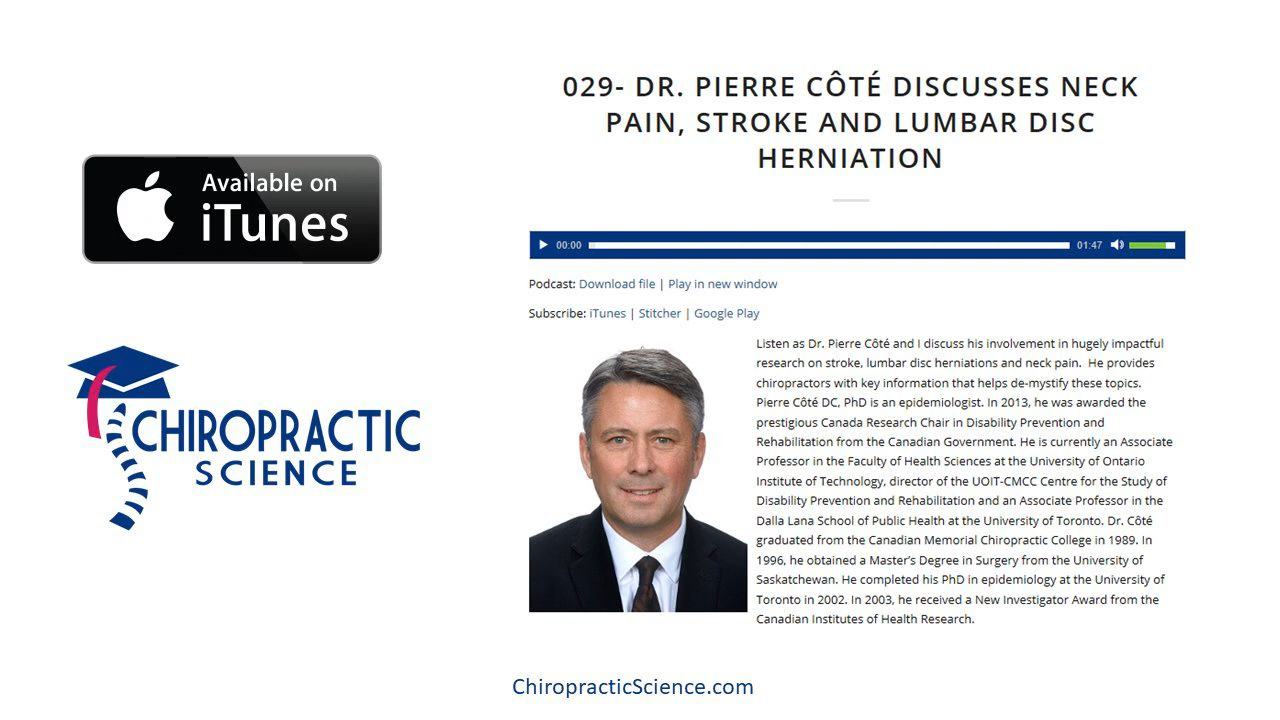 029- DR. PIERRE CÔTÉ DISCUSSES NECK
PAIN, STROKE AND LUMBAR DISC
HERNIATION
Available on
iTunes
00:00
01:47
Podcast: Download file | Play in new window
Subscribe: iTunes | Stitcher | Google Play
CHIROPRACTIC
SCIENCE
Listen as Dr. Pierre Côté and I discuss his involvement in hugely impactful
research on stroke, lumbar disc herniations and neck pain.  He provides
chiropractors with key information that helps de-mystify these topics.
Pierre Côté DC, PhD is an epidemiologist. In 2013, he was awarded the
prestigious Canada Research Chair in Disability Prevention and
Rehabilitation from the Canadian Government. He is currently an Associate
Professor in the Faculty of Health Sciences at the University of Ontario
Institute of Technology, director of the UOIT-CMCC Centre for the Study of
Disability Prevention and Rehabilitation and an Associate Professor in the
Dalla Lana School of Public Health at the University of Toronto. Dr. Côté
graduated from the Canadian Memorial Chiropractic College in 1989. In
1996, he obtained a Master's Degree in Surgery from the University of
Saskatchewan. He completed his PhD in epidemiology at the University of
Toronto in 2002. In 2003, he received a New Investigator Award from the
Canadian Institutes of Health Research.
ChiropracticScience.com